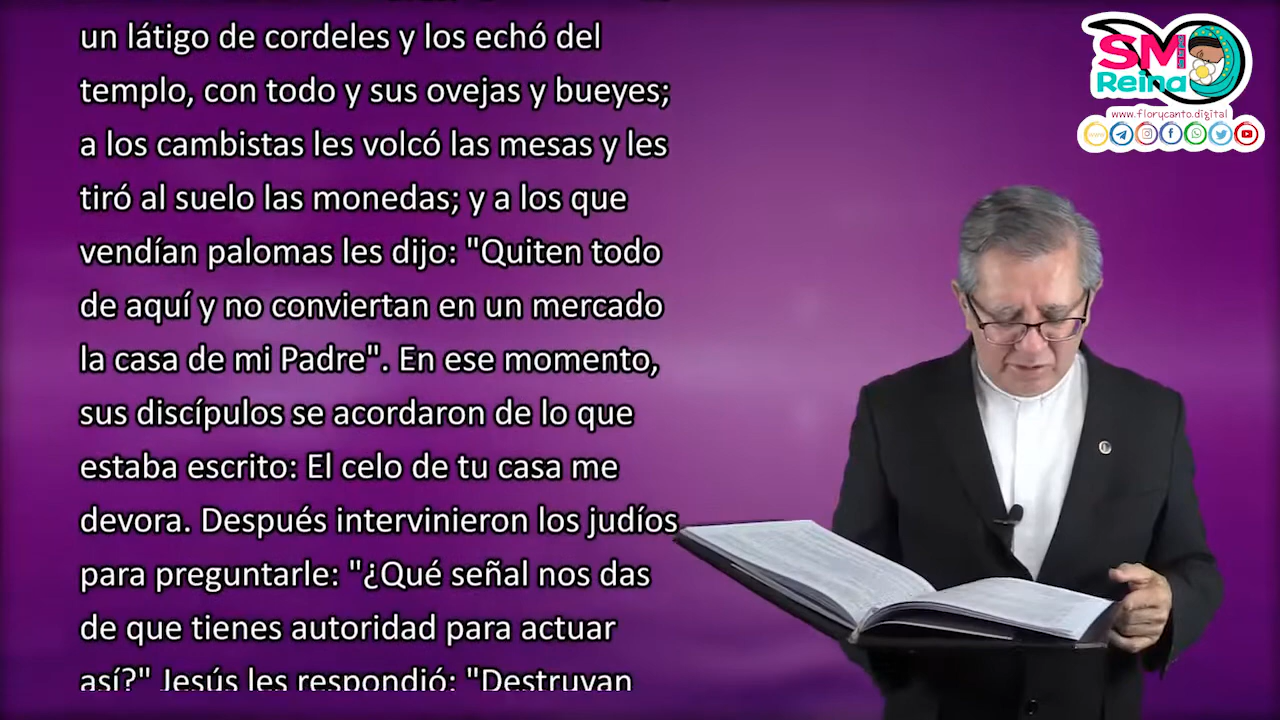 un látigo de cordeles y los echó del
templo, con todo y sus ovejas y bueyes;
a los cambistas les volcó las mesas y les
tiró al suelo las monedas; y a los que
vendían palomas les dijo: "Quiten todo
de aquí y no conviertan en un mercado
la casa de mi Padre". En ese momento,
sus discípulos se acordaron de lo que
estaba escrito: El celo de tu casa me
devora. Después intervinieron los judíos
para preguntarle: "¿Qué señal nos das
de que tienes autoridad para actuar
así?" Jesús les respondió: "Destruyan
SM
Reina
www.florycanto.digital